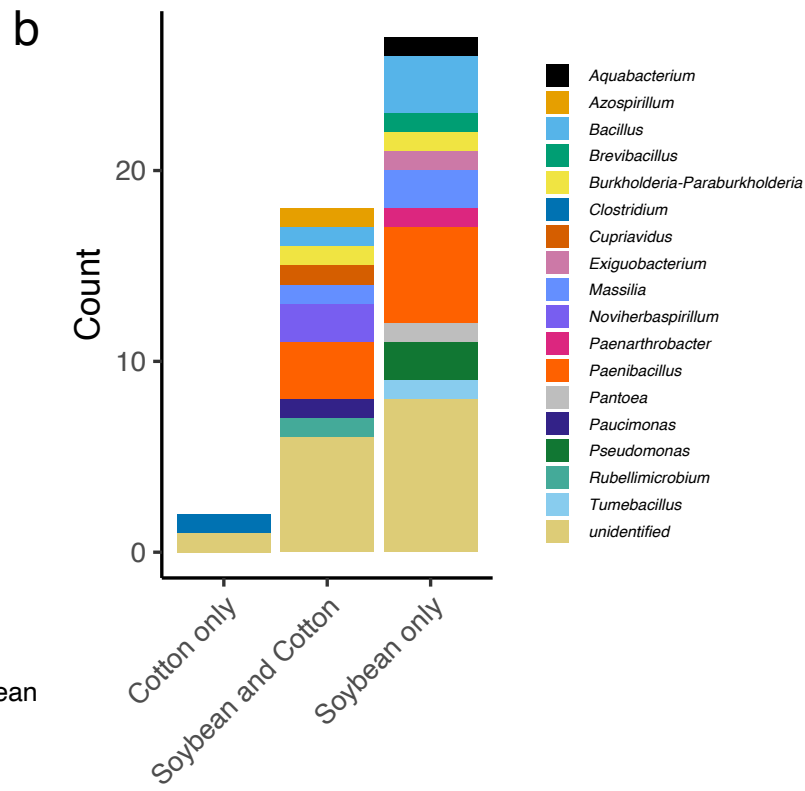 b
Count
20
10
0
Cotton only
Soybean and Cotton
Soybean only
ean
Aquabacterium
Azospirillum
Bacillus
Brevibacillus
Burkholderia-Paraburkholderia
Clostridium
Cupriavidus
Exiguobacterium
Massilia
Noviherbaspirillum
Paenarthrobacter
Paenibacillus
Pantoea
Paucimonas
Pseudomonas
Rubellimicrobium
Tumebacillus
unidentified